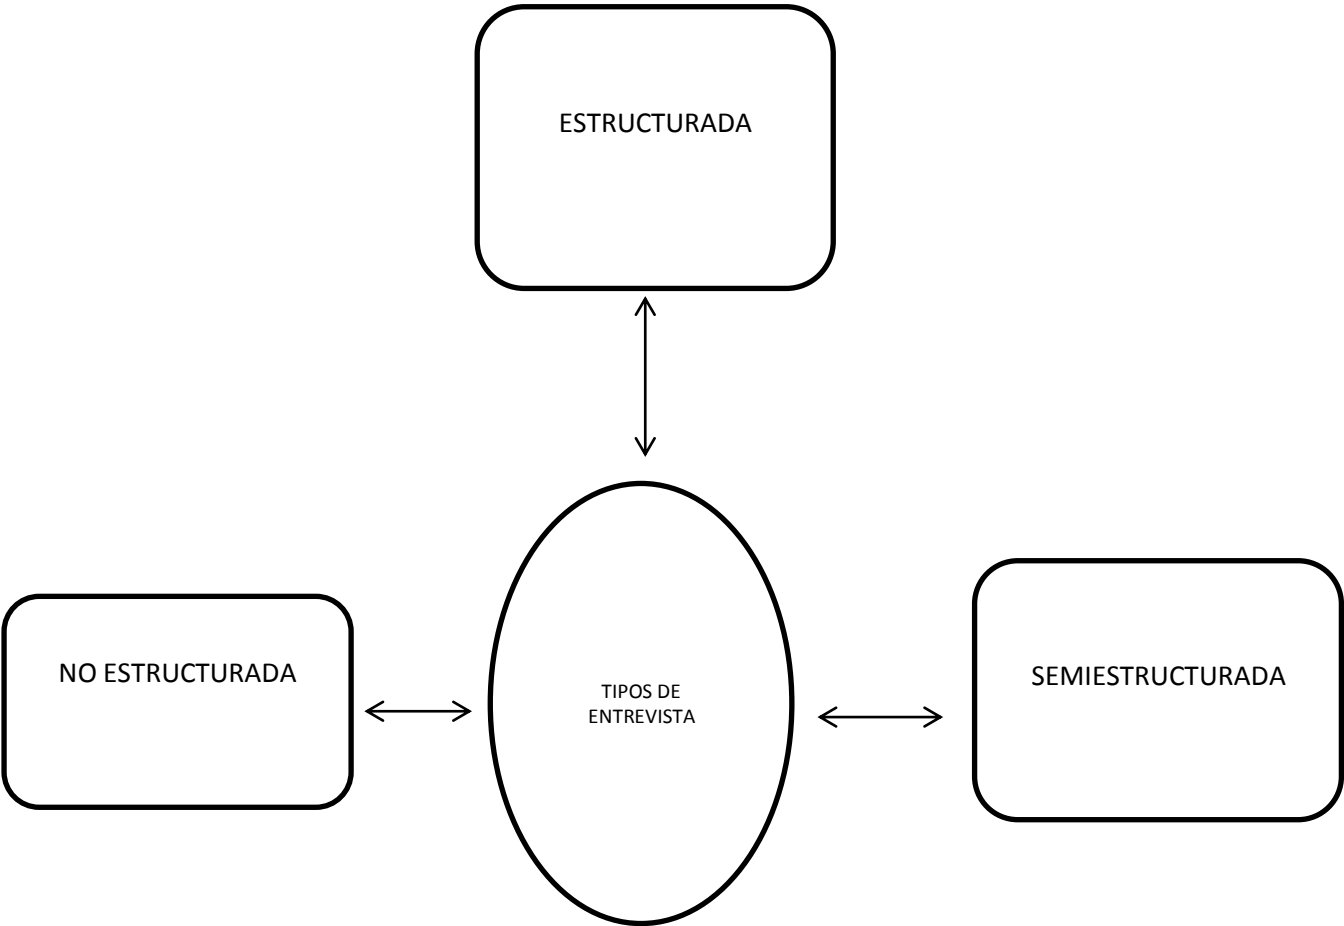 ESTRUCTURADA
NO ESTRUCTURADA
TIPOS DE
ENTREVISTA
SEMIESTRUCTURADA